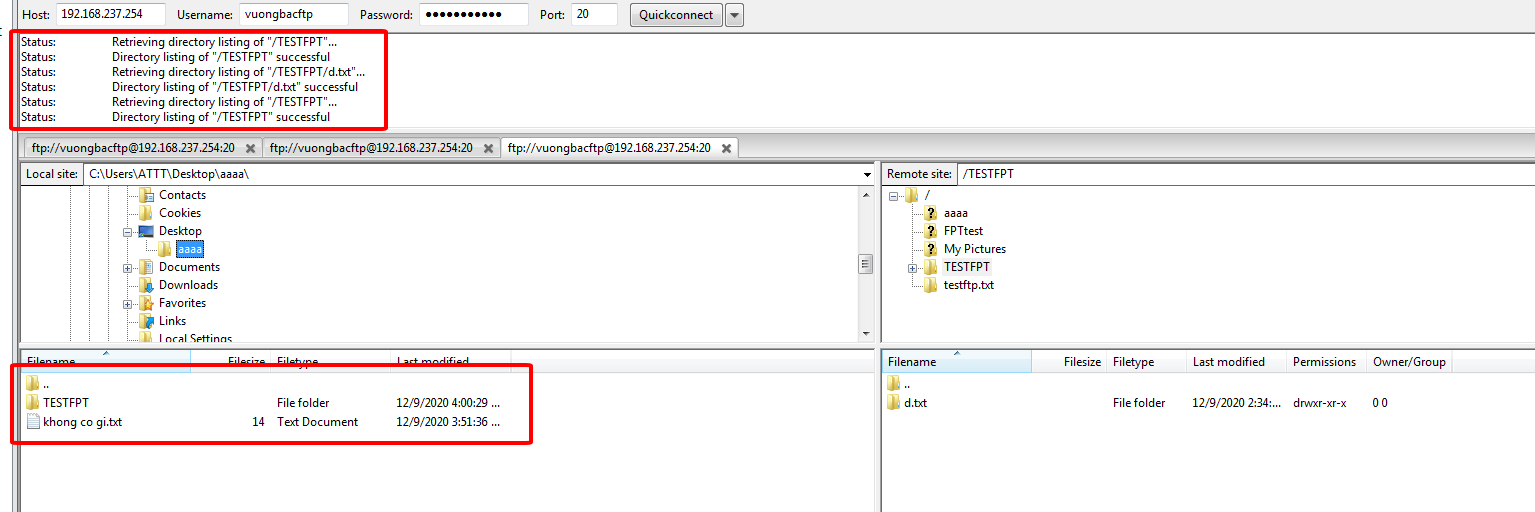 Host: 192.168.237.254 Username: vuongbacftp Password: ●●●●●●●●●●● Port: 20 Quickconnect
t
Status: Retrieving directory listing of "/TESTFPT"...
Status: Directory listing of "/TESTFPT" successful
Status: Retrieving directory listing of "/TESTFPT/d.txt"...
Status: Directory listing of "/TESTFPT/d.txt" successful
Status: Retrieving directory listing of "/TESTFPT"...
Status: Directory listing of "/TESTFPT" successful
ftp://vuongbacftp@192.168.237.254:20 ftp://vuongbacftp@192.168.237.254:20 ftp://vuongbacftp@192.168.237.254:20
Local site: C:\Users\ATTT\Desktop\aaaa\
Contacts
Cookies
Desktop
aaaa
Documents
Downloads
Favorites
Links
Local Settings
Remote site: /TESTFPT
/
aaaa
FPTtest
My Pictures
TESTFPT
testftp.txt
Filename Filesize Filetype Last modified
..
TESTFPT File folder 12/9/2020 4:00:29 ...
khong co gi.txt 14 Text Document 12/9/2020 3:51:36 ...
Filename Filesize Filetype Last modified Permissions Owner/Group
..
d.txt File folder 12/9/2020 2:34:... drwxr-xr-x 0 0